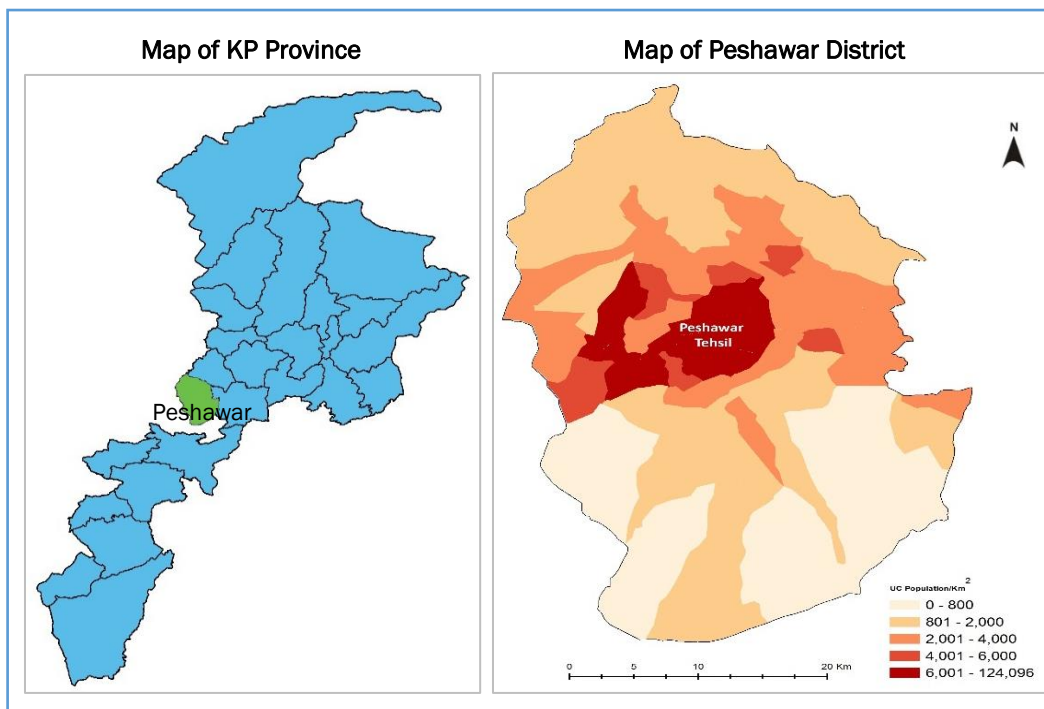 Map of KP Province
Map of Peshawar District
N
Peshawar
Peshawar
Tehsil
UC Population/Km2
0 - 800
801 - 2,000
2,001 - 4,000
4,001 - 6,000
6,001 - 124,096
0 5 10 20 Km